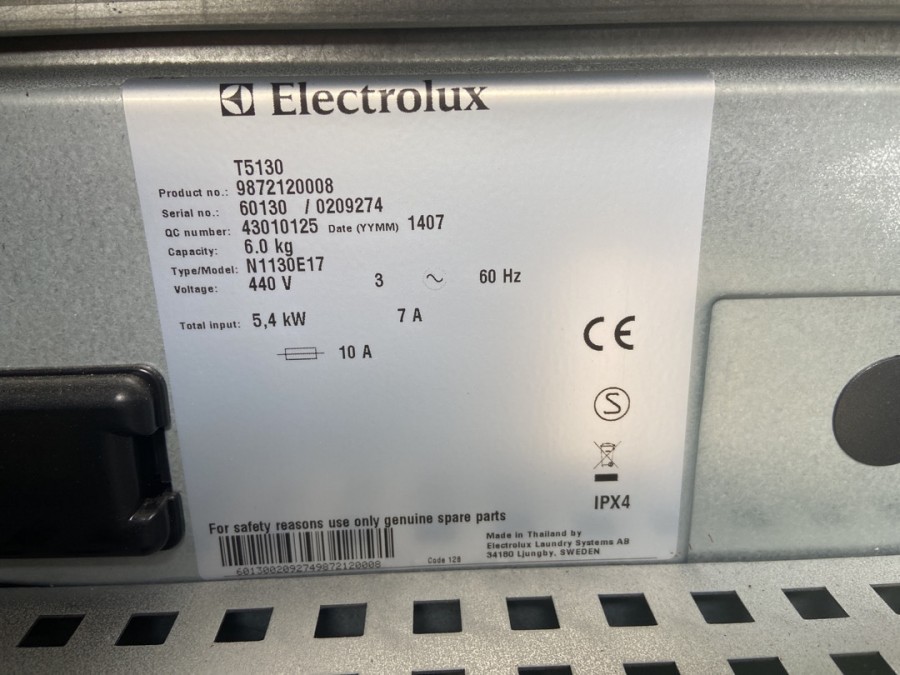 Electrolux
T5130
Product no.: 9872120008
Serial no.: 60130 / 0209274
QC number: 43010125 Date (YYMM) 1407
Capacity: 6.0 kg
Type/Model: N1130E17
Voltage: 440 V 3 ~ 60 Hz
Total input: 5,4 kW 7 A
10 A
CE
S
IPX4
For safety reasons use only genuine spare parts
Made in Thailand by
Electrolux Laundry Systems AB
34180 Ljungby, SWEDEN
Code 128
6013002092749872120008